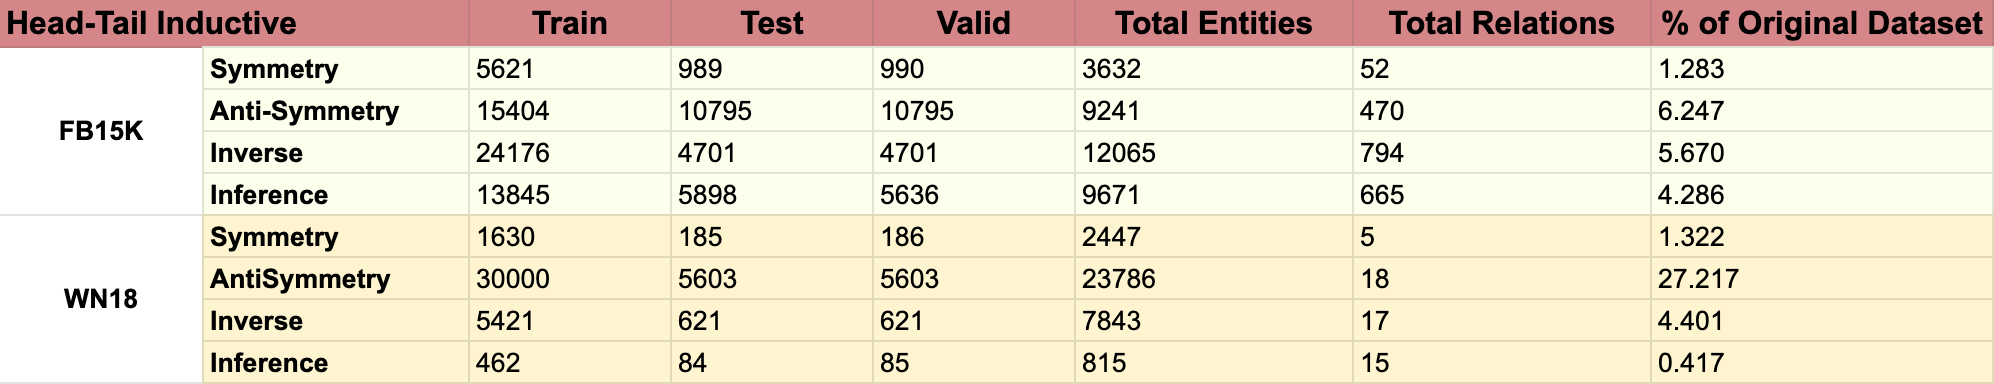 Head-Tail Inductive Train Test Valid Total Entities Total Relations % of Original Dataset
FB15K
Symmetry 5621 989 990 3632 52 1.283
Anti-Symmetry 15404 10795 10795 9241 470 6.247
Inverse 24176 4701 4701 12065 794 5.670
Inference 13845 5898 5636 9671 665 4.286
WN18
Symmetry 1630 185 186 2447 5 1.322
AntiSymmetry 30000 5603 5603 23786 18 27.217
Inverse 5421 621 621 7843 17 4.401
Inference 462 84 85 815 15 0.417